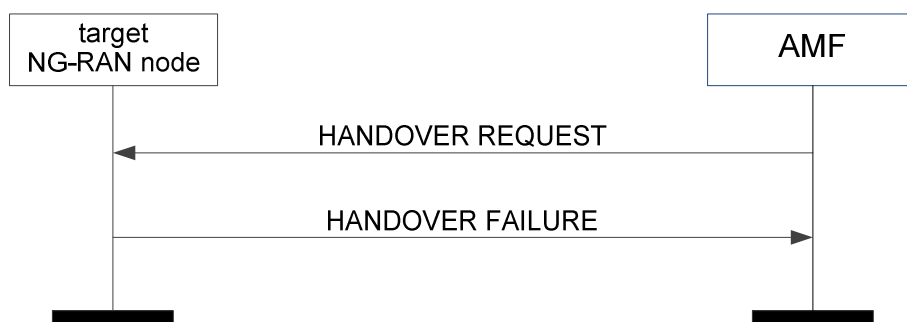 target
NG-RAN node
AMF
HANDOVER REQUEST
HANDOVER FAILURE